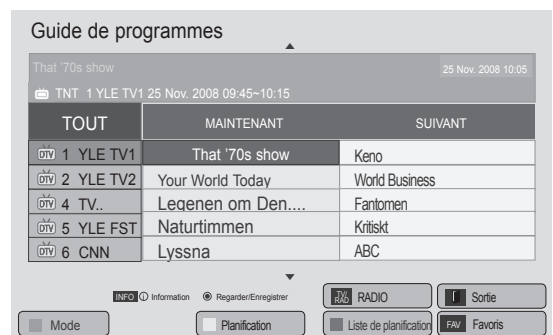 Guide de programmes
That '70s show 25 Nov. 2008 10:05
TNT 1 YLE TV1 25 Nov. 2008 09:45~10:15
TOUT MAINTENANT SUIVANT
DTV 1 YLE TV1 That '70s show Keno
DTV 2 YLE TV2 Your World Today World Business
DTV 4 TV.. Legenen om Den.... Fantomen
DTV 5 YLE FST Naturtimmen Kritiskt
DTV 6 CNN Lyssna ABC
INFO i Information Regarder/Enregistrer TV/RAD RADIO Sortie
Mode Planification Liste de planification FAV Favoris